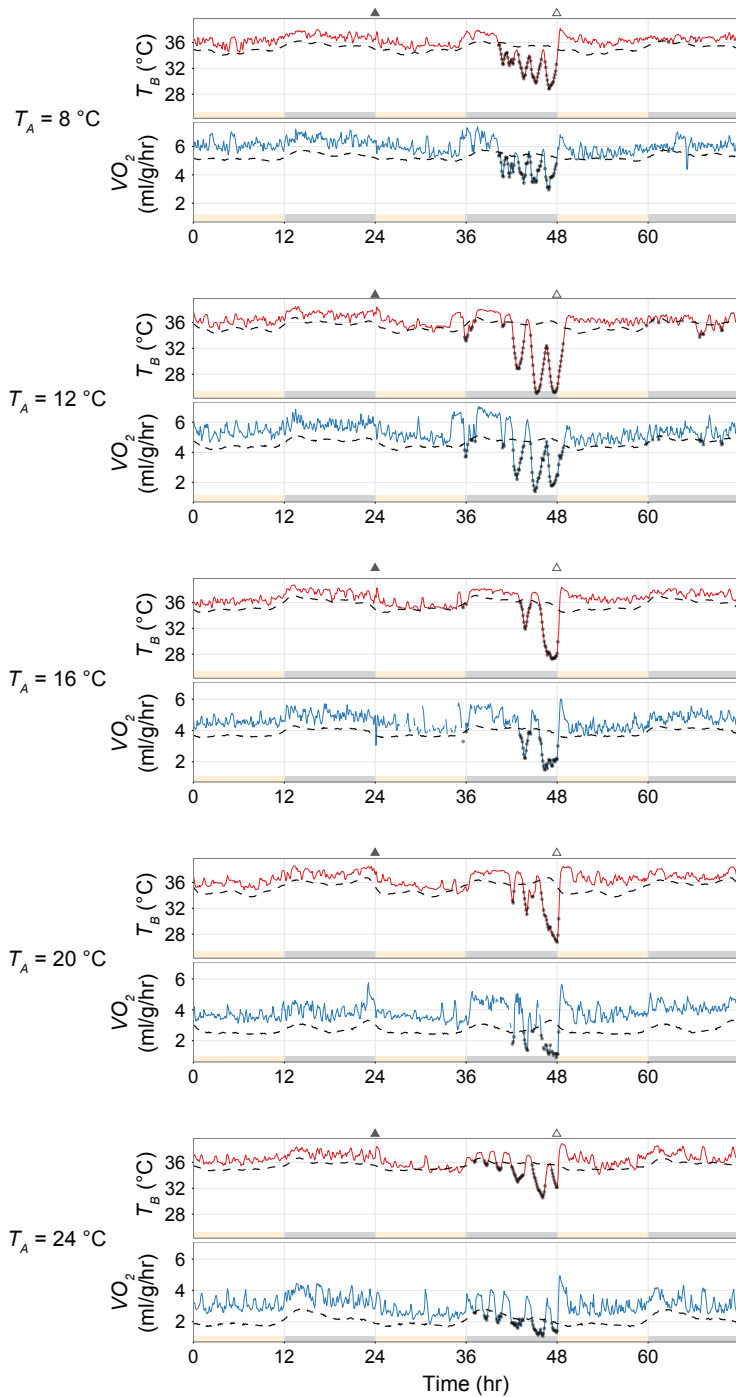 T_A = 8 °C
T_B (°C)
36
32
28
VO_2
(ml/g/hr)
6
4
2
0 12 24 36 48 60
T_A = 12 °C
T_B (°C)
36
32
28
VO_2
(ml/g/hr)
6
4
2
0 12 24 36 48 60
T_A = 16 °C
T_B (°C)
36
32
28
VO_2
(ml/g/hr)
6
4
2
0 12 24 36 48 60
T_A = 20 °C
T_B (°C)
36
32
28
VO_2
(ml/g/hr)
6
4
2
0 12 24 36 48 60
T_A = 24 °C
T_B (°C)
36
32
28
VO_2
(ml/g/hr)
6
4
2
0 12 24 36 48 60
Time (hr)